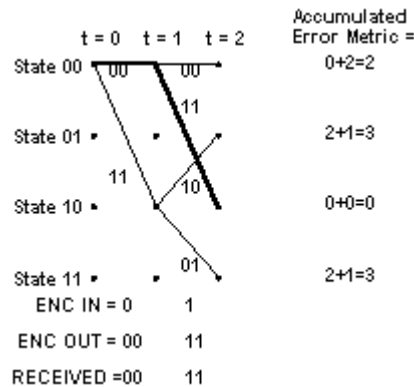 Accumulated
t = 0 t = 1 t = 2 Error Metric =
State 00 00 00 0+2=2
11
State 01 2+1=3
11 10
State 10 0+0=0
01
State 11 2+1=3
ENC IN = 0 1
ENC OUT = 00 11
RECEIVED =00 11